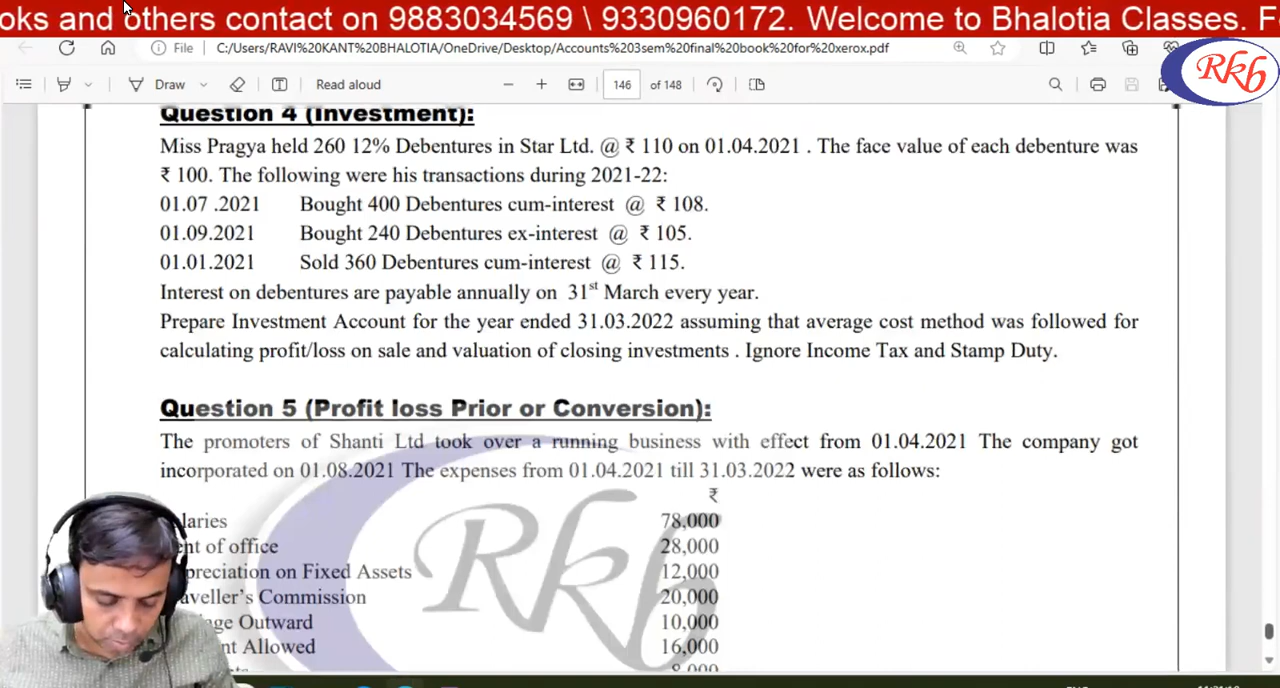 oks and others contact on 9883034569 \ 9330960172. Welcome to Bhalotia Classes. F
File C:/Users/RAVI%20KANT%20BHALOTIA/OneDrive/Desktop/Accounts%203sem%20final%20book%20for%20xerox.pdf
Rkb
Draw Read aloud 146 of 148
Question 4 (Investment):
Miss Pragya held 260 12% Debentures in Star Ltd. @ ₹ 110 on 01.04.2021 . The face value of each debenture was
₹ 100. The following were his transactions during 2021-22:
01.07 .2021 Bought 400 Debentures cum-interest @ ₹ 108.
01.09.2021 Bought 240 Debentures ex-interest @ ₹ 105.
01.01.2021 Sold 360 Debentures cum-interest @ ₹ 115.
Interest on debentures are payable annually on 31st March every year.
Prepare Investment Account for the year ended 31.03.2022 assuming that average cost method was followed for
calculating profit/loss on sale and valuation of closing investments . Ignore Income Tax and Stamp Duty.
Question 5 (Profit loss Prior or Conversion):
The promoters of Shanti Ltd took over a running business with effect from 01.04.2021 The company got
incorporated on 01.08.2021 The expenses from 01.04.2021 till 31.03.2022 were as follows:
₹
laries 78,000
nt of office 28,000
preciation on Fixed Assets 12,000
aveller's Commission 20,000
ge Outward 10,000
nt Allowed 16,000
8,000
Rkb